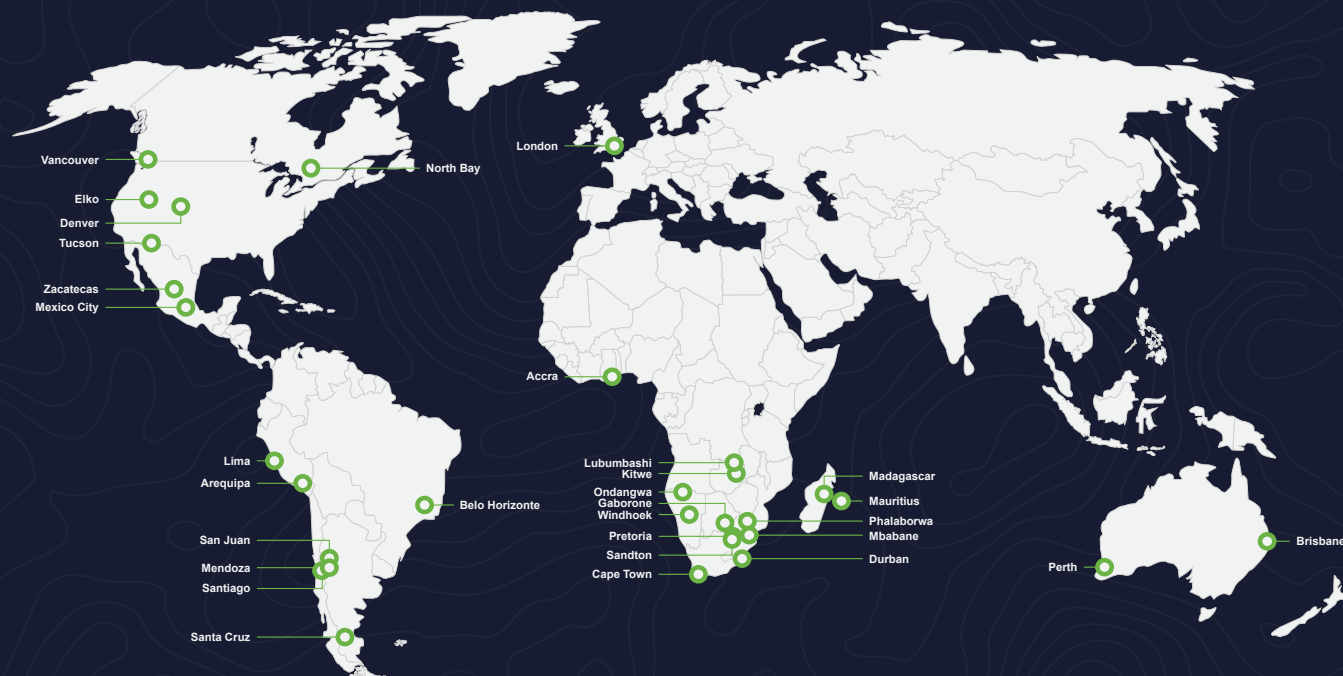 London
Vancouver
North Bay
Elko
Denver
Tucson
Zacatecas
Mexico City
Accra
Lima
Arequipa
Belo Horizonte
San Juan
Mendoza
Santiago
Santa Cruz
Lubumbashi
Kitwe
Ondangwa
Gaborone
Windhoek
Pretoria
Sandton
Cape Town
Madagascar
Mauritius
Phalaborwa
Mbabane
Durban
Perth
Brisbane